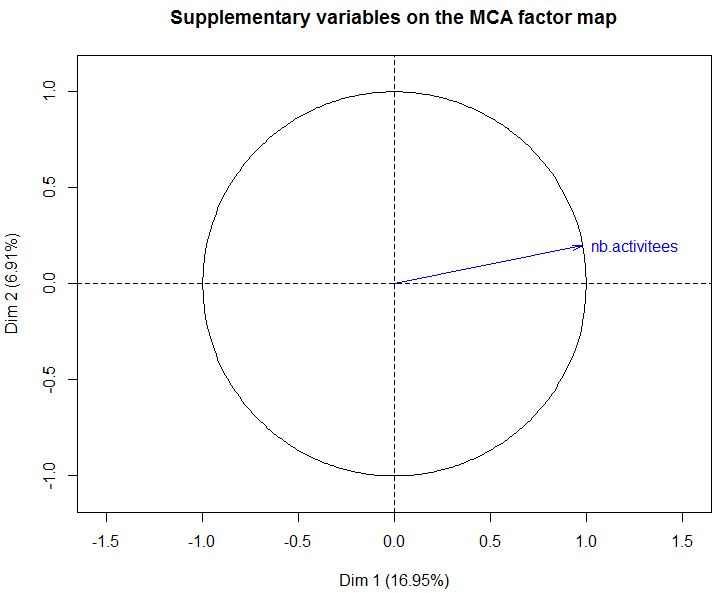 Supplementary variables on the MCA factor map
1.0
0.5
0.0
-0.5
-1.0
Dim 2 (6.91%)
nb.activitees
-1.5 -1.0 -0.5 0.0 0.5 1.0 1.5
Dim 1 (16.95%)